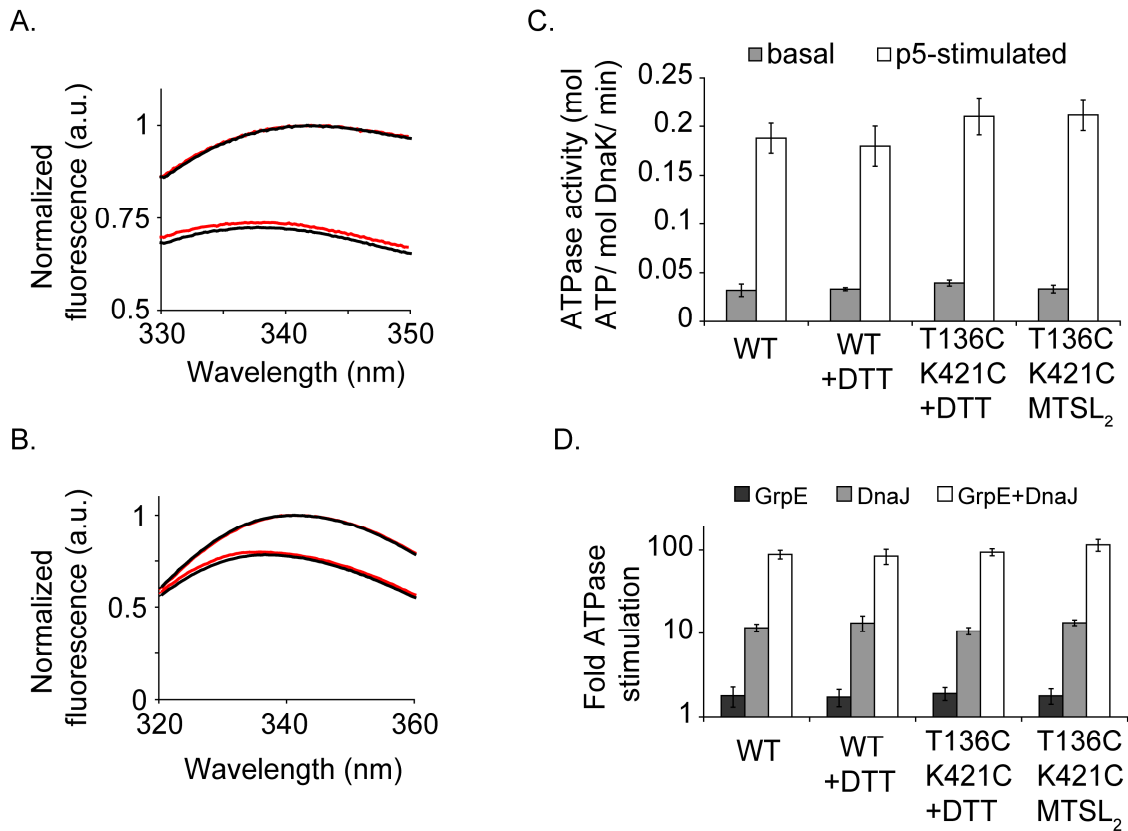 A.
Normalized
fluorescence (a.u.)
1
0.75
0.5
330
340
350
Wavelength (nm)
B.
Normalized
fluorescence (a.u.)
1
0.5
0
320
340
360
Wavelength (nm)
C.
basal
p5-stimulated
ATPase activity (mol
ATP/ mol DnaK/ min)
0.25
0.2
0.15
0.1
0.05
0
WT
WT
+DTT
T136C
K421C
+DTT
T136C
K421C
MTSL2
D.
GrpE
DnaJ
GrpE+DnaJ
Fold ATPase
stimulation
100
10
1
WT
WT
+DTT
T136C
K421C
+DTT
T136C
K421C
MTSL2